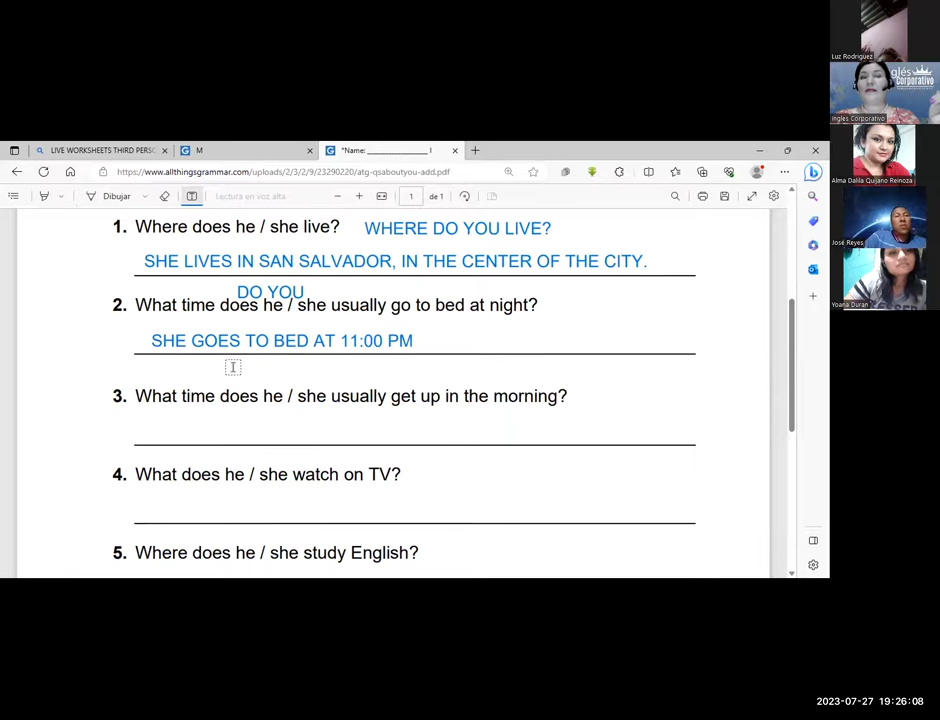 LIVE WORKSHEETS THIRD PERSO
M
*Name: ______________ l
https://www.allthingsgrammar.com/uploads/2/3/2/9/23290220/atg-qsaboutyou-add.pdf
Dibujar
Lectura en voz alta
1
de 1
1. Where does he / she live? WHERE DO YOU LIVE?
SHE LIVES IN SAN SALVADOR, IN THE CENTER OF THE CITY.
DO YOU
2. What time does he / she usually go to bed at night?
SHE GOES TO BED AT 11:00 PM
3. What time does he / she usually get up in the morning?
4. What does he / she watch on TV?
5. Where does he / she study English?
Luz Rodriguez
glés
Corporativo
Ingles Corporativo
Alma Dalila Quijano Reinoza
José Reyes
Yoana Duran
2023-07-27 19:26:08